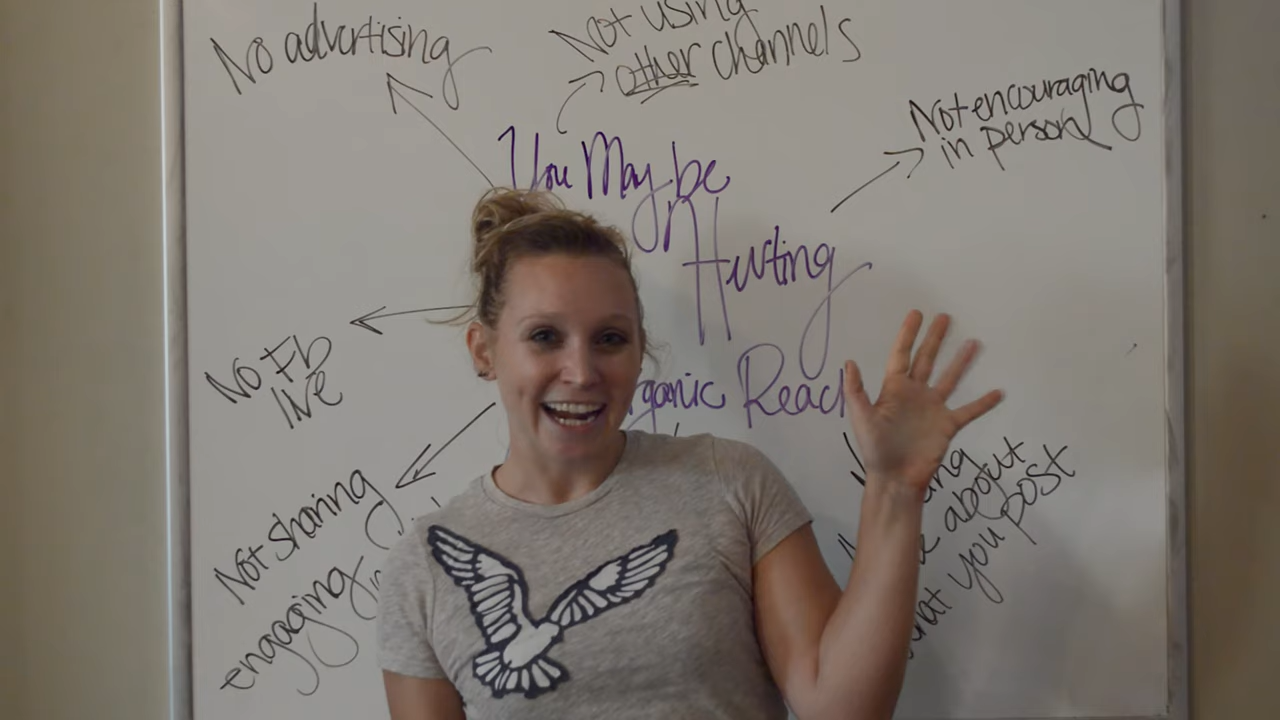 No advertising
Not using
other channels
Not encouraging
in person
You May be
Hurting
Organic Reach
No Fb
live
Not sharing
engaging
about
what you post